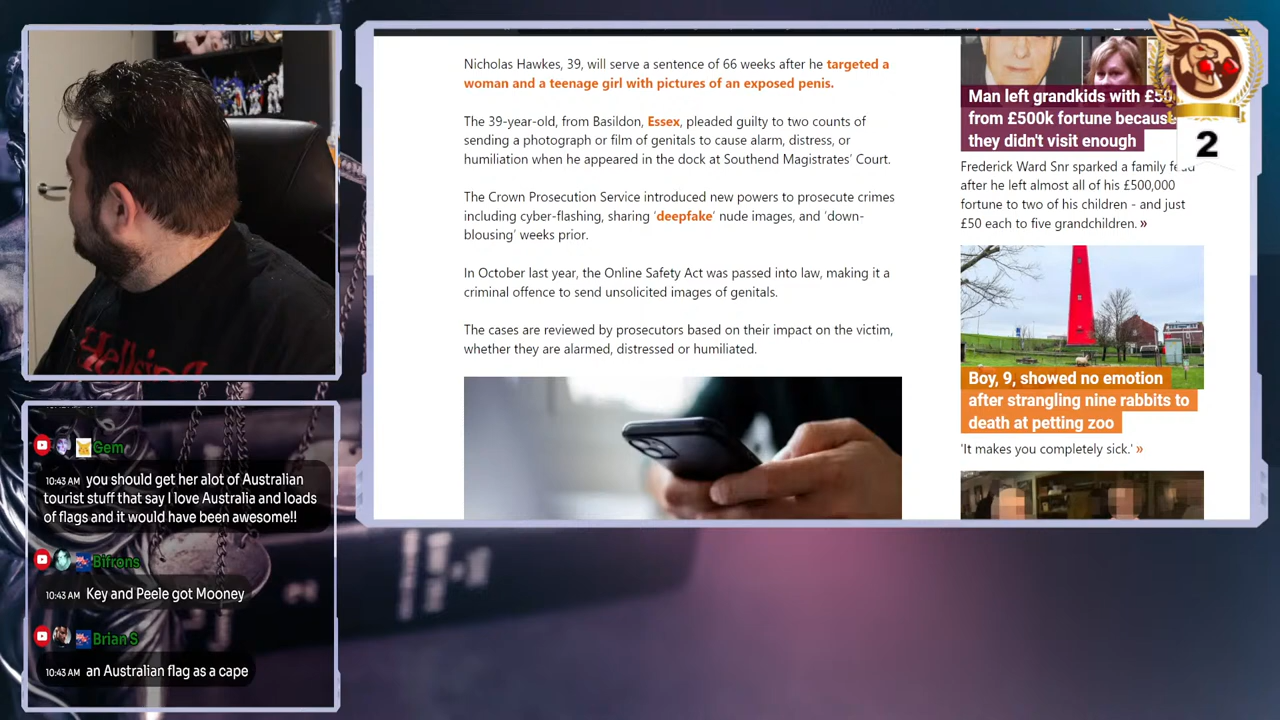 Nicholas Hawkes, 39, will serve a sentence of 66 weeks after he targeted a
woman and a teenage girl with pictures of an exposed penis.
The 39-year-old, from Basildon, Essex, pleaded guilty to two counts of
sending a photograph or film of genitals to cause alarm, distress, or
humiliation when he appeared in the dock at Southend Magistrates' Court.
The Crown Prosecution Service introduced new powers to prosecute crimes
including cyber-flashing, sharing 'deepfake' nude images, and 'down-
blousing' weeks prior.
In October last year, the Online Safety Act was passed into law, making it a
criminal offence to send unsolicited images of genitals.
The cases are reviewed by prosecutors based on their impact on the victim,
whether they are alarmed, distressed or humiliated.
Man left grandkids with £50
from £500k fortune because
they didn't visit enough
Frederick Ward Snr sparked a family feud
after he left almost all of his £500,000
fortune to two of his children - and just
£50 each to five grandchildren. »
Boy, 9, showed no emotion
after strangling nine rabbits to
death at petting zoo
'It makes you completely sick.' »
2
Hellsing
Gem
10:43 AM you should get her alot of Australian
tourist stuff that say I love Australia and loads
of flags and it would have been awesome!!
Bifrons
10:43 AM Key and Peele got Mooney
Brian S
10:43 AM an Australian flag as a cape